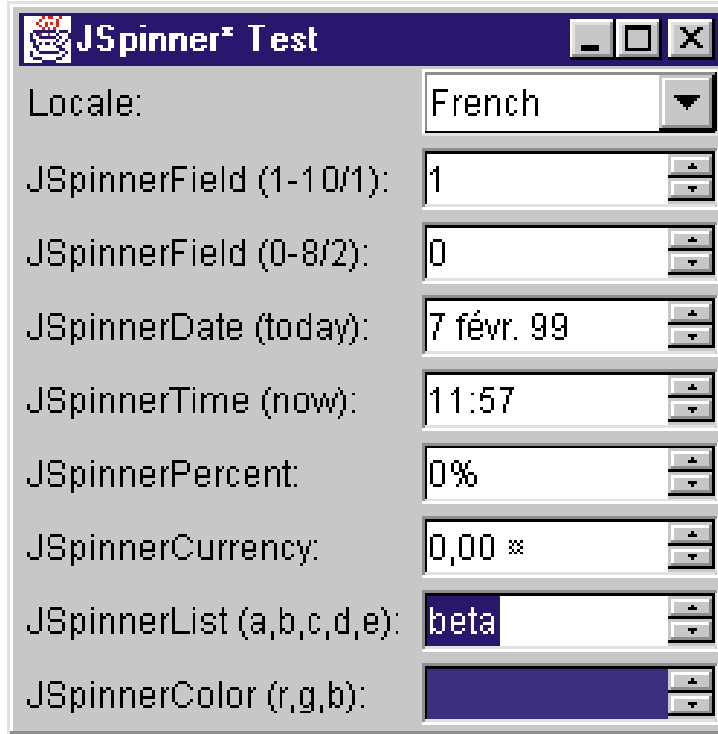 JSpinner* Test
Locale: French
JSpinnerField (1-10/1): 1
JSpinnerField (0-8/2): 0
JSpinnerDate (today): 7 févr. 99
JSpinnerTime (now): 11:57
JSpinnerPercent: 0%
JSpinnerCurrency: 0,00 ¤
JSpinnerList (a,b,c,d,e): beta
JSpinnerColor (r,g,b):